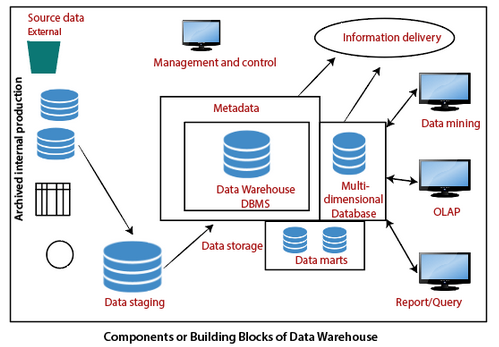 Source data
External
Archived internal production
Management and control
Information delivery
Metadata
Data Warehouse
DBMS
Multi-
dimensional
Database
Data mining
OLAP
Report/Query
Data storage
Data marts
Data staging
Components or Building Blocks of Data Warehouse